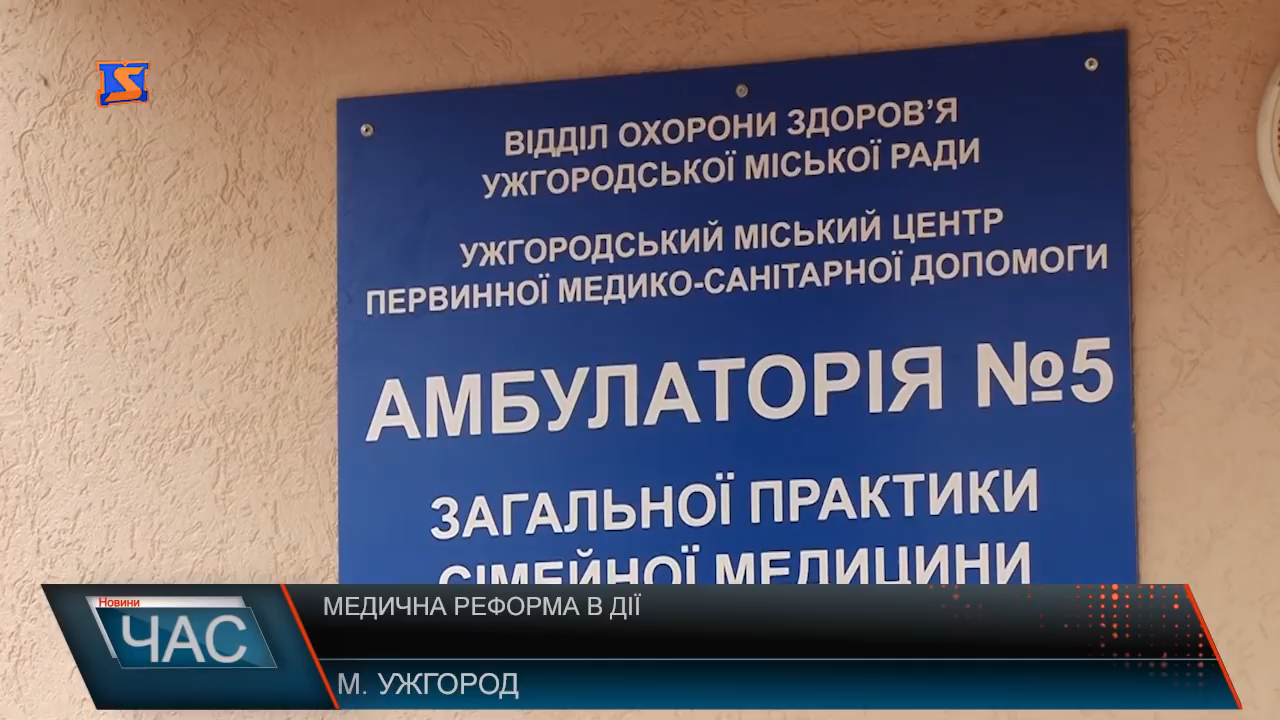 ВІДДІЛ ОХОРОНИ ЗДОРОВ’Я
УЖГОРОДСЬКОЇ МІСЬКОЇ РАДИ
УЖГОРОДСЬКИЙ МІСЬКИЙ ЦЕНТР
ПЕРВИННОЇ МЕДИКО-САНІТАРНОЇ ДОПОМОГИ
АМБУЛАТОРІЯ №5
ЗАГАЛЬНОЇ ПРАКТИКИ
СІМЕЙНОЇ МЕДИЦИНИ
Новини
ЧАС
МЕДИЧНА РЕФОРМА В ДІЇ
М. УЖГОРОД